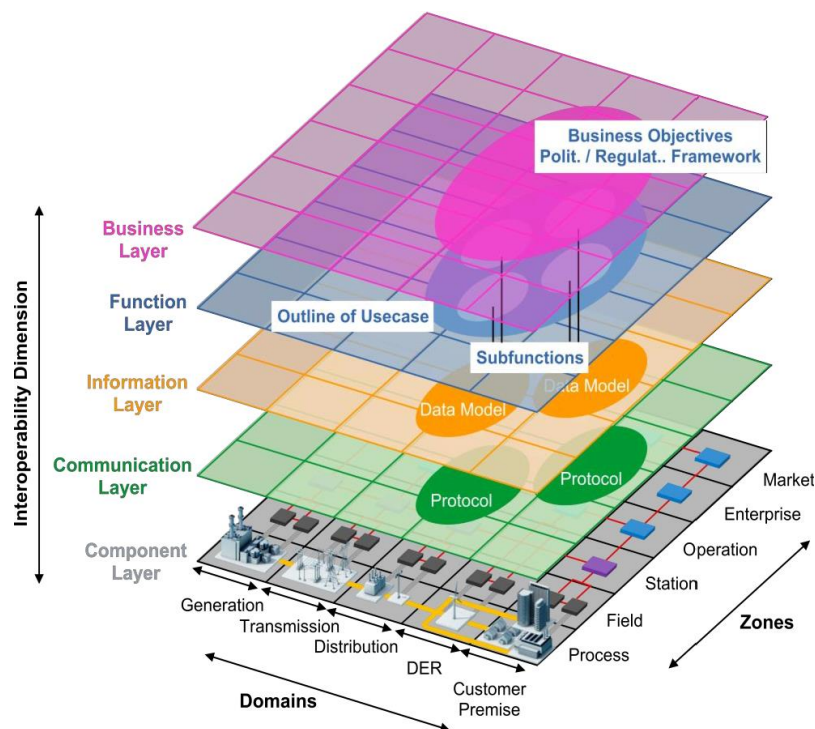 Business Objectives
Polit. / Regulat.. Framework
Interoperability Dimension
Business
Layer
Function
Layer
Outline of Usecase
Subfunctions
Information
Layer
Data Model
Data Model
Communication
Layer
Protocol
Protocol
Component
Layer
Market
Enterprise
Operation
Station
Field
Process
Zones
Generation
Transmission
Distribution
DER
Customer
Premise
Domains